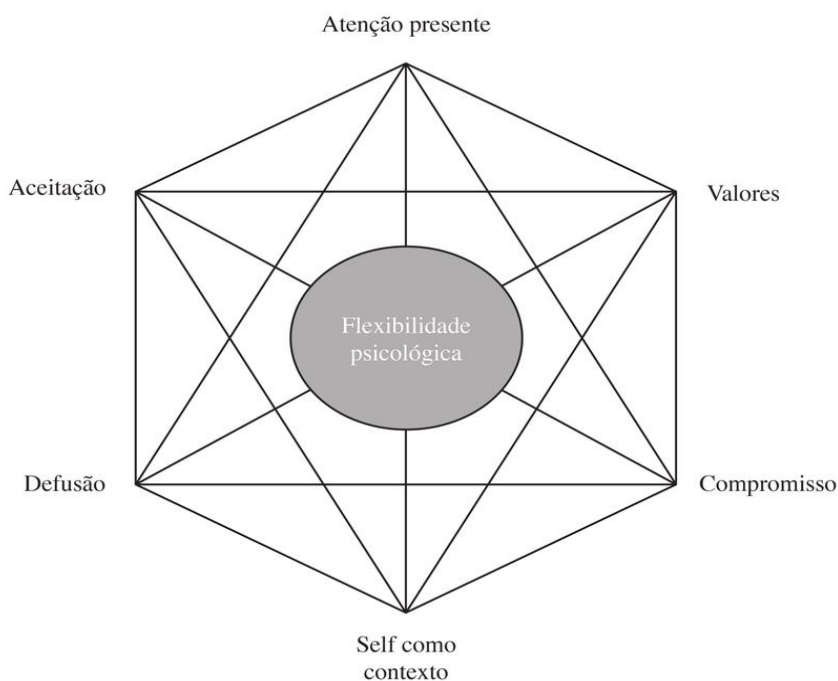 Atenção presente
Aceitação
Valores
Flexibilidade
psicológica
Defusão
Compromisso
Self como
contexto